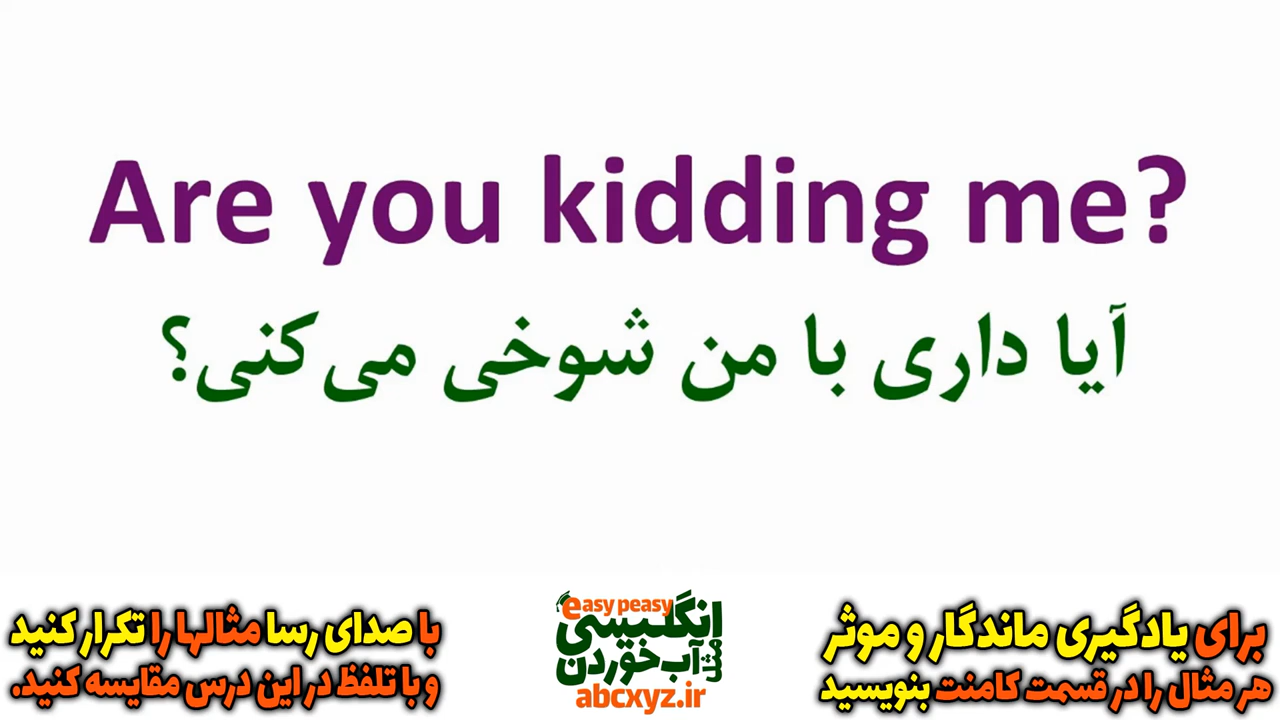 Are you kidding me?
آیا داری با من شوخی می‌کنی؟
برای یادگیری ماندگار و موثر
هر مثال را در قسمت کامنت بنویسید
easy peasy
انگلیسی
مثل
آب خوردن
abcxyz.ir
با صدای رسا مثالها را تکرار کنید
و با تلفظ در این درس مقایسه کنید.